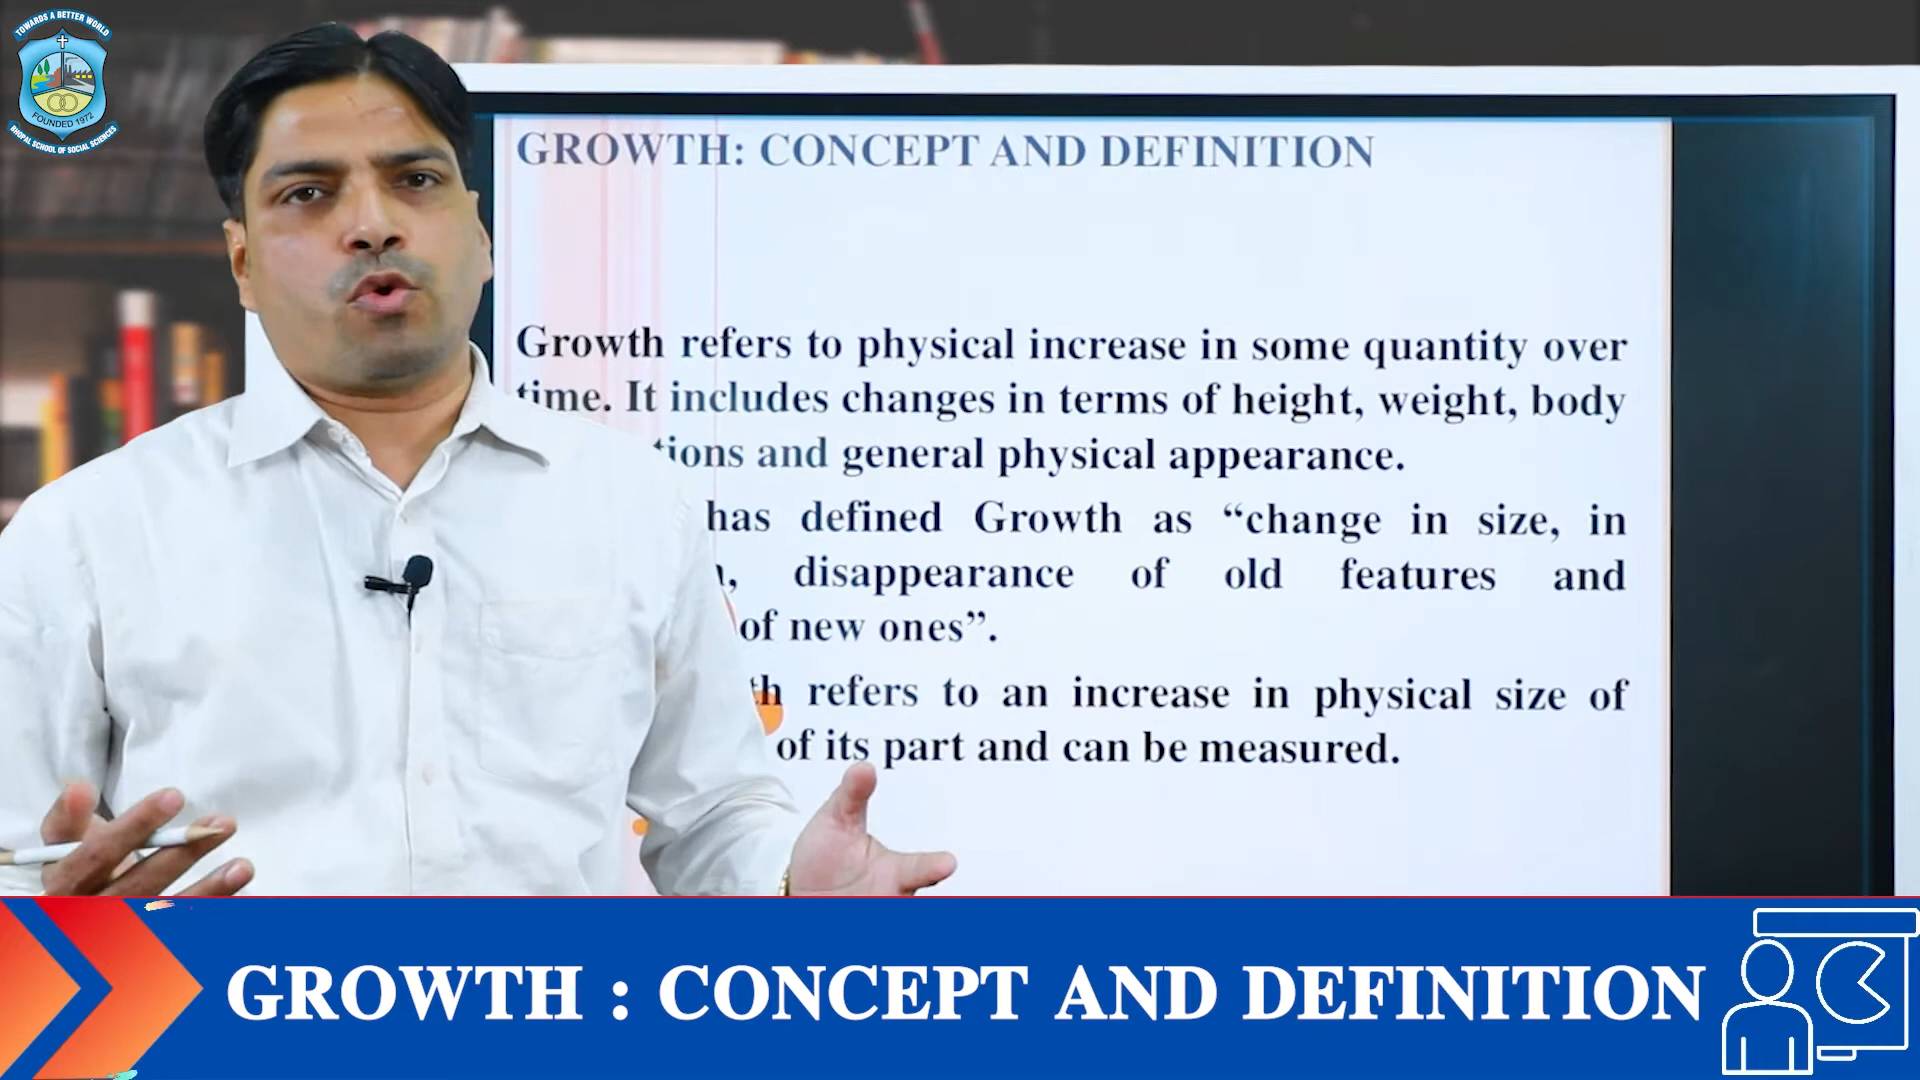 TOWARDS A BETTER WORLD
FOUNDED 1972
BHOPAL SCHOOL OF SOCIAL SCIENCES
GROWTH: CONCEPT AND DEFINITION
Growth refers to physical increase in some quantity over
time. It includes changes in terms of height, weight, body
and general physical appearance.
has defined Growth as “change in size, in
disappearance of old features and
of new ones”.
refers to an increase in physical size of
of its part and can be measured.
GROWTH : CONCEPT AND DEFINITION